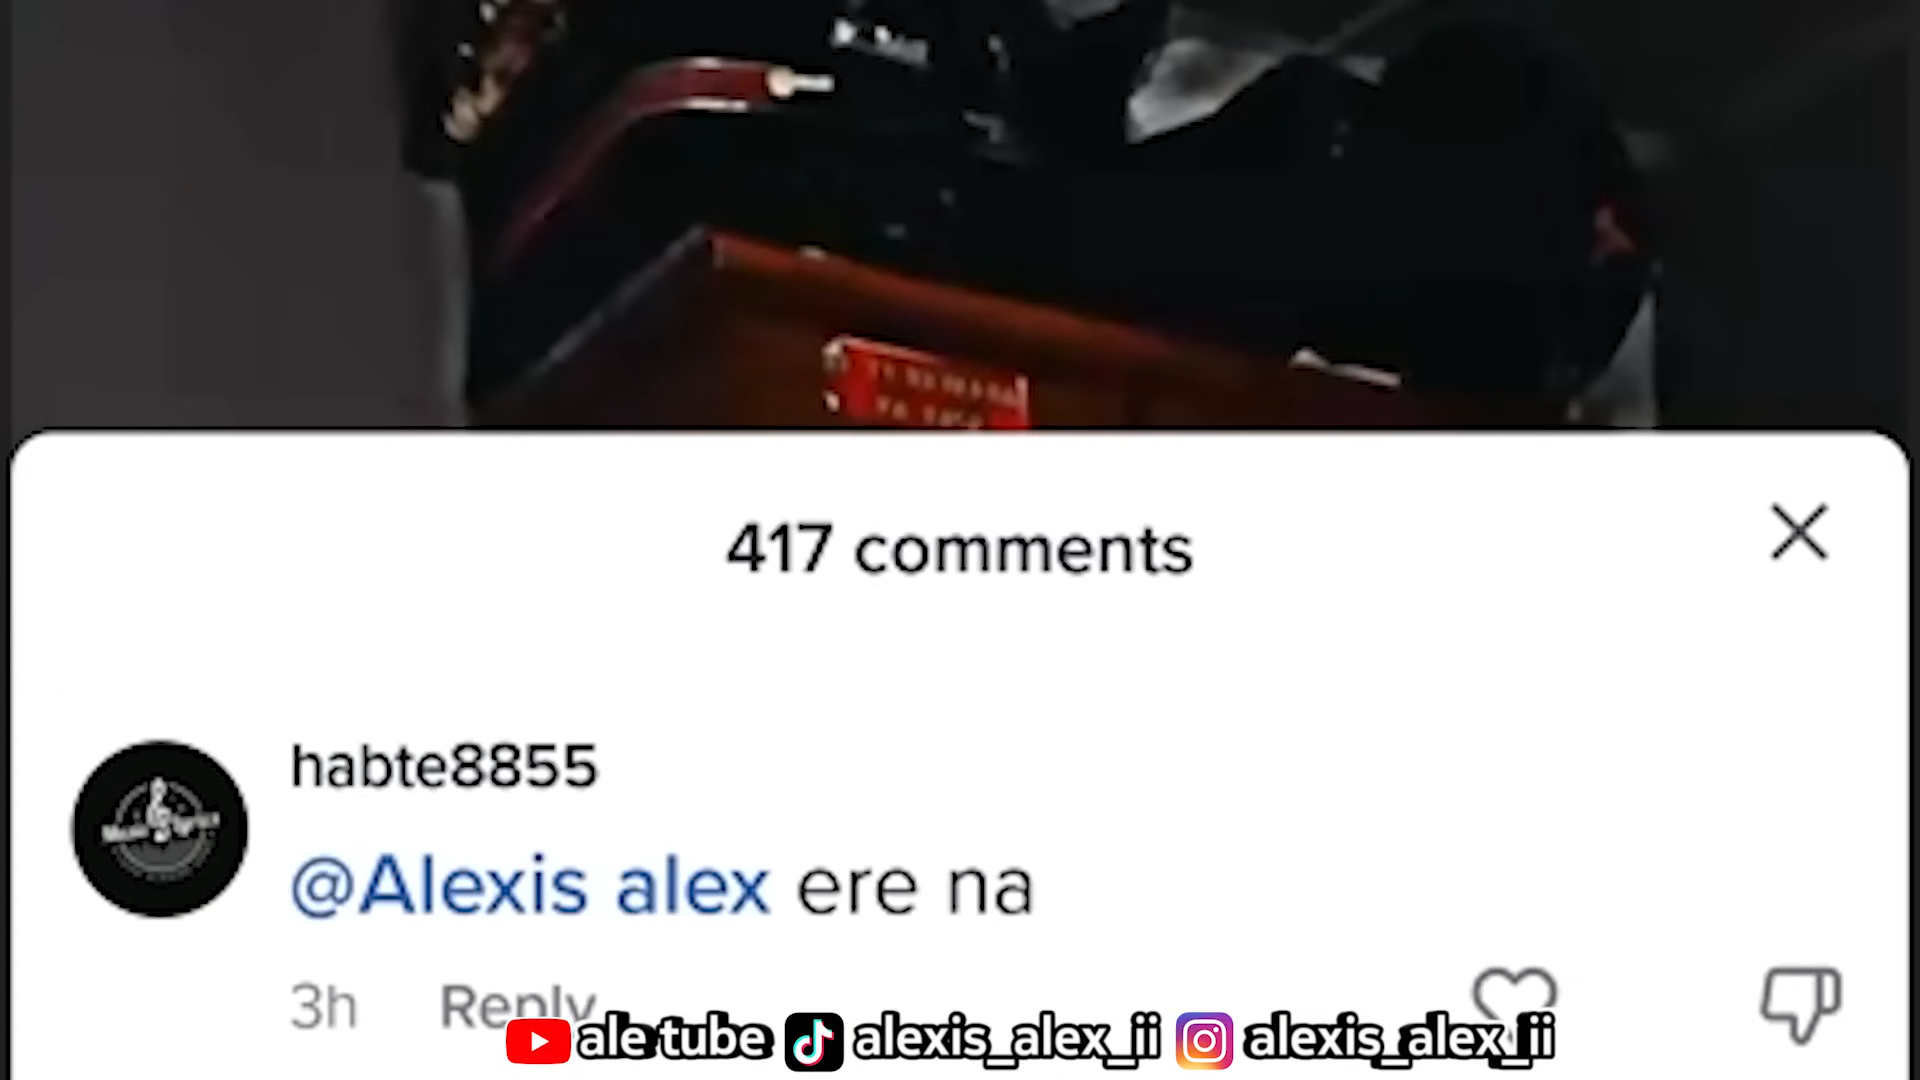 417 comments
habte8855
@Alexis alex ere na
3h Reply
ale tube alexis_alex_ii alexis_alex_ii